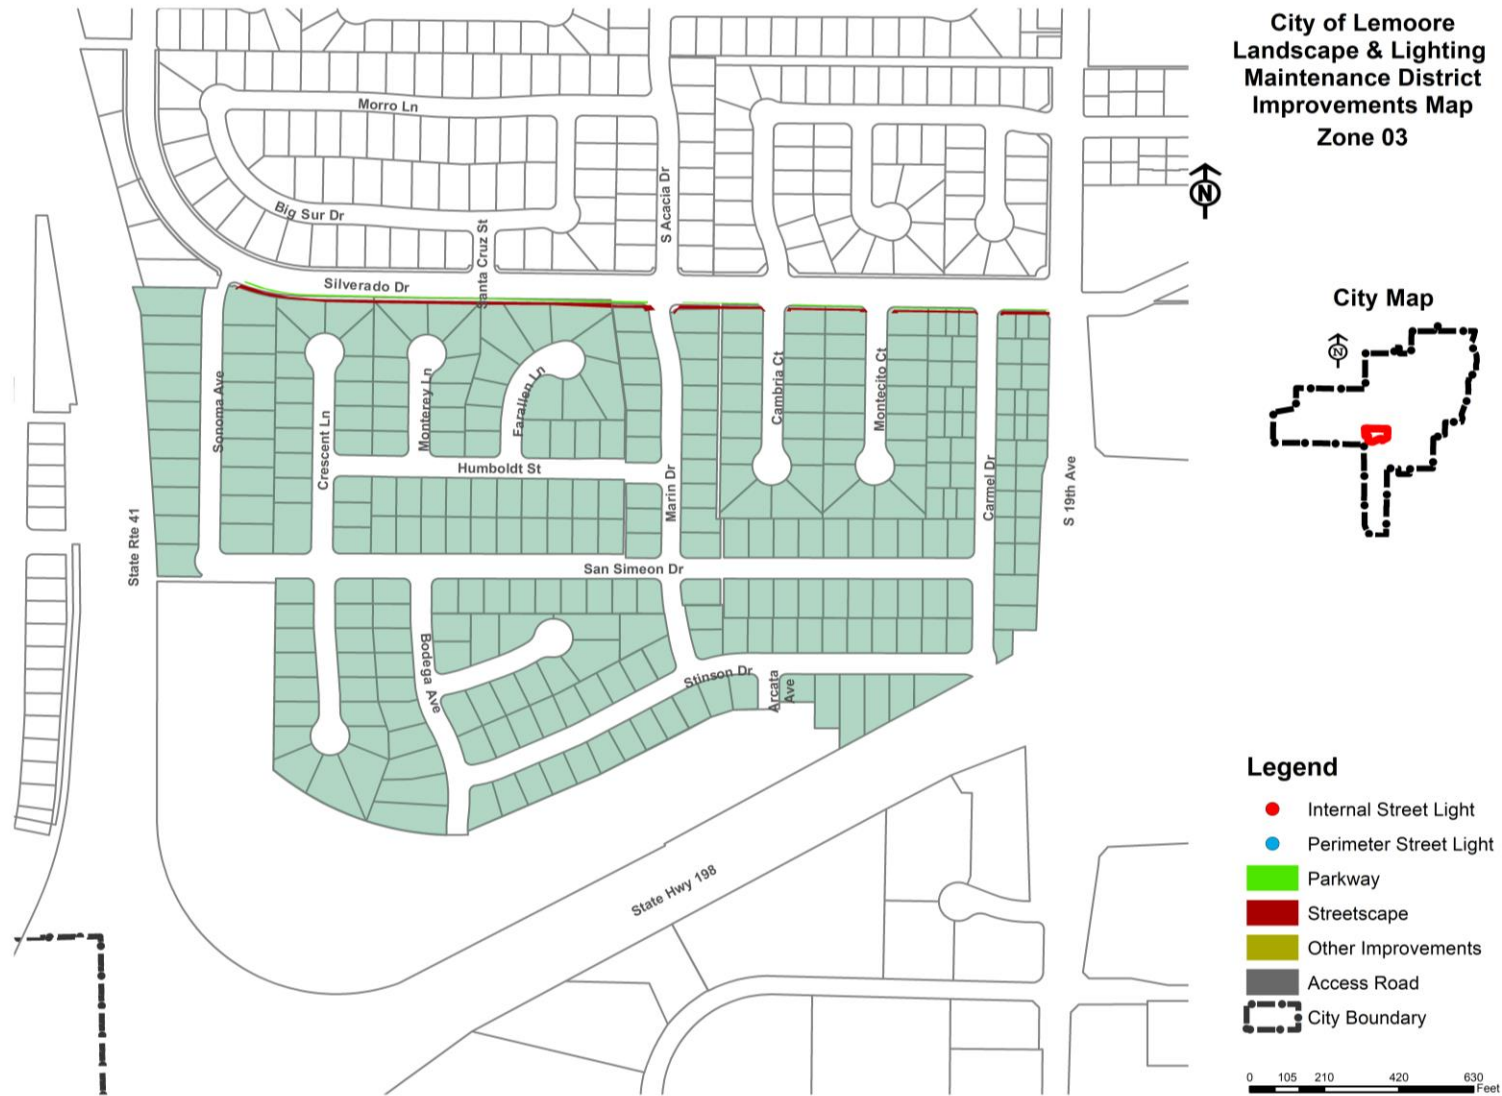 City of Lemoore
Landscape & Lighting
Maintenance District
Improvements Map
Zone 03
N
Morro Ln
Big Sur Dr
Santa Cruz St
S Acacia Dr
Silverado Dr
Sonoma Ave
Crescent Ln
Monterey Ln
Farallen Ln
Humboldt St
Marin Dr
Cambria Ct
Montecito Ct
Carmel Dr
S 19th Ave
State Rte 41
San Simeon Dr
Bodega Ave
Stinson Dr
Arcata
Ave
State Hwy 198
City Map
N
Legend
Internal Street Light
Perimeter Street Light
Parkway
Streetscape
Other Improvements
Access Road
City Boundary
0 105 210 420 630
Feet